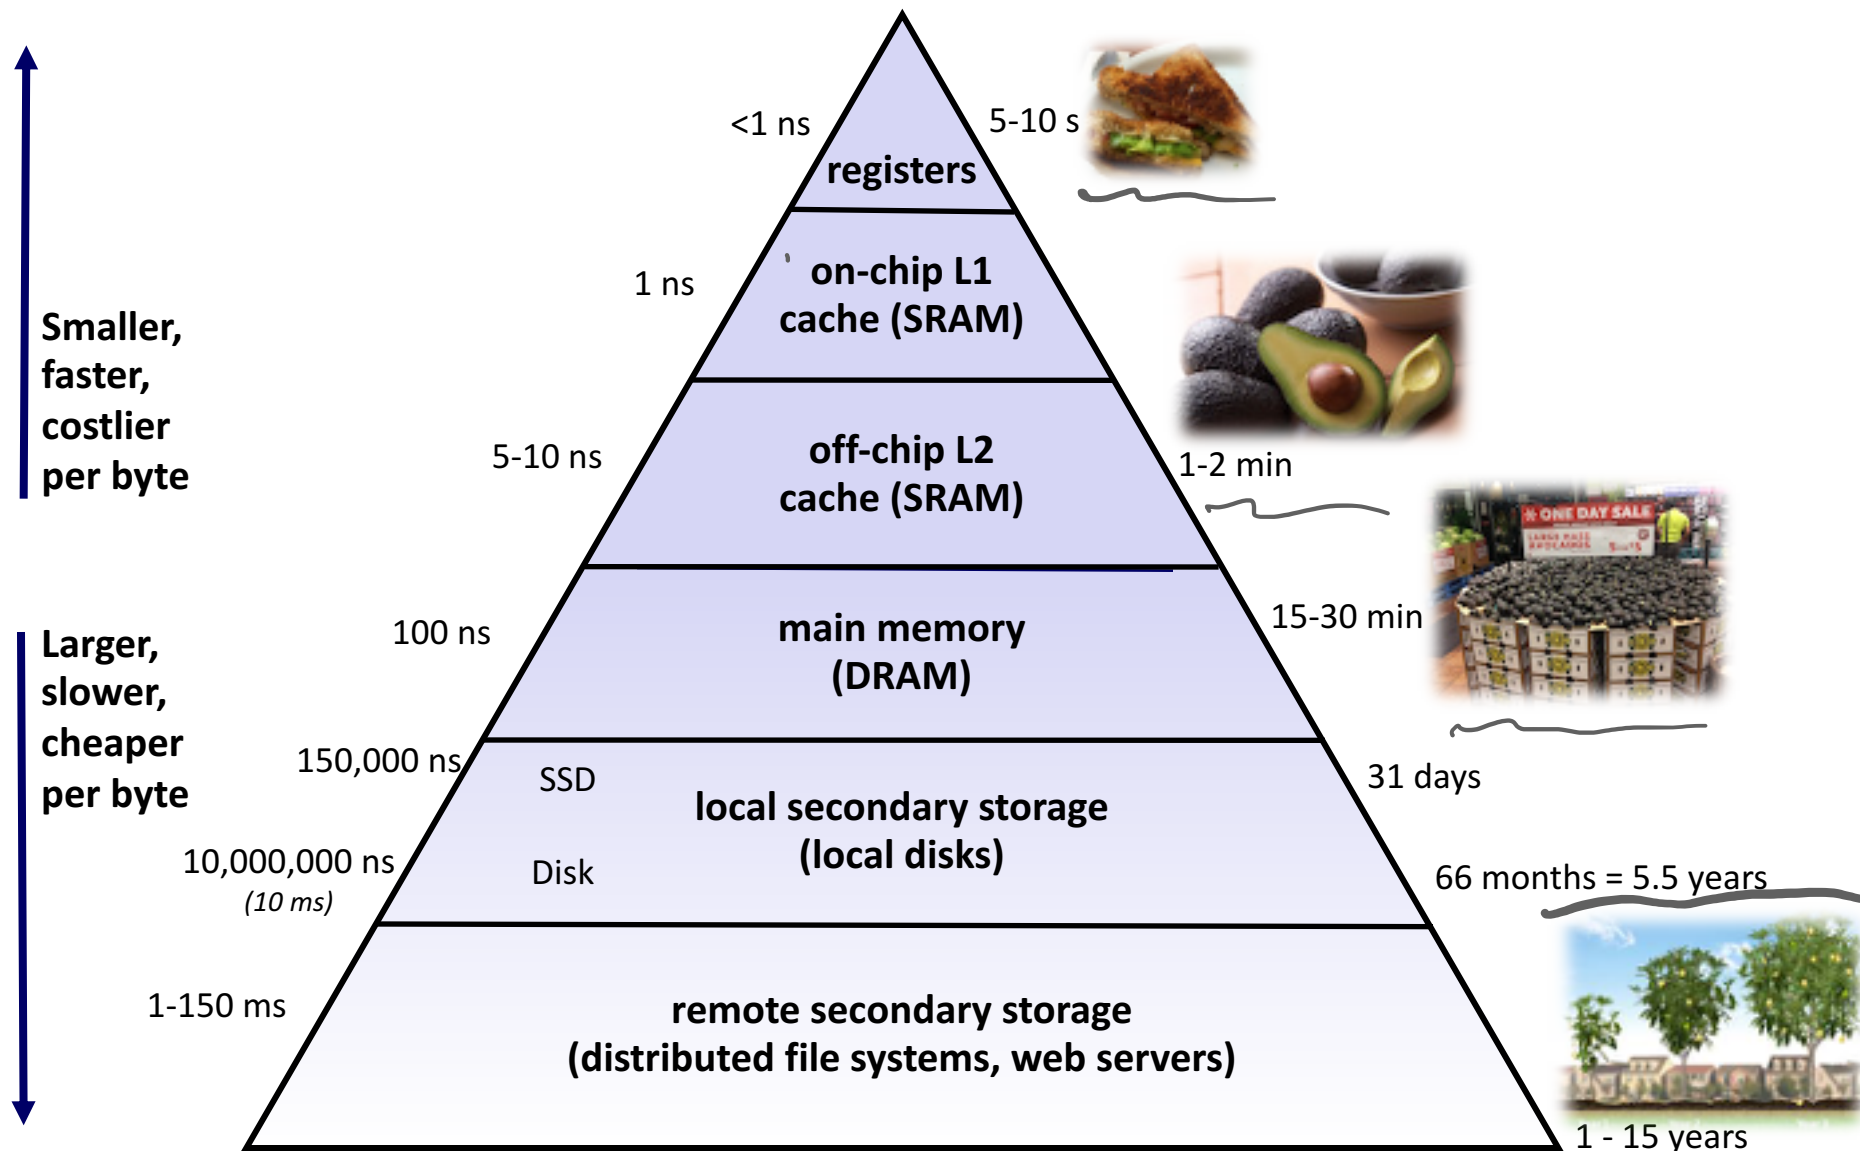 <1 ns
5-10 s
registers
1 ns
on-chip L1
cache (SRAM)
Smaller,
faster,
costlier
per byte
5-10 ns
off-chip L2
cache (SRAM)
1-2 min
* ONE DAY SALE
LARGE HASS
AVOCADOS
Larger,
slower,
cheaper
per byte
100 ns
main memory
(DRAM)
15-30 min
150,000 ns
SSD
local secondary storage
(local disks)
31 days
10,000,000 ns
(10 ms)
Disk
66 months = 5.5 years
1-150 ms
remote secondary storage
(distributed file systems, web servers)
1 - 15 years